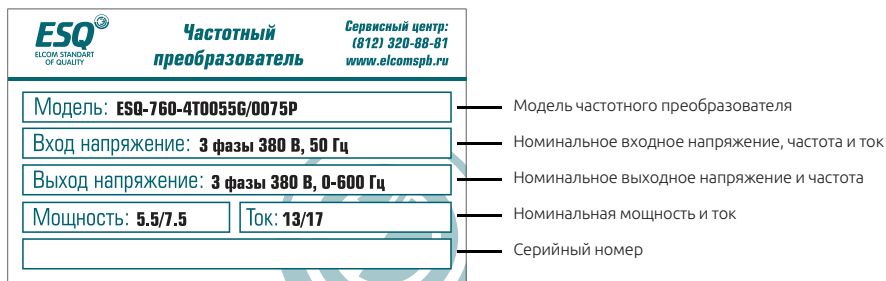 ESQ®
ELCOM STANDART
OF QUALITY
Частотный
преобразователь
Сервисный центр:
(812) 320-88-81
www.elcomspb.ru
Модель: ESQ-760-4T0055G/0075P
Модель частотного преобразователя
Вход напряжение: 3 фазы 380 В, 50 Гц
Номинальное входное напряжение, частота и ток
Выход напряжение: 3 фазы 380 В, 0-600 Гц
Номинальное выходное напряжение и частота
Мощность: 5.5/7.5 Ток: 13/17
Номинальная мощность и ток
Серийный номер